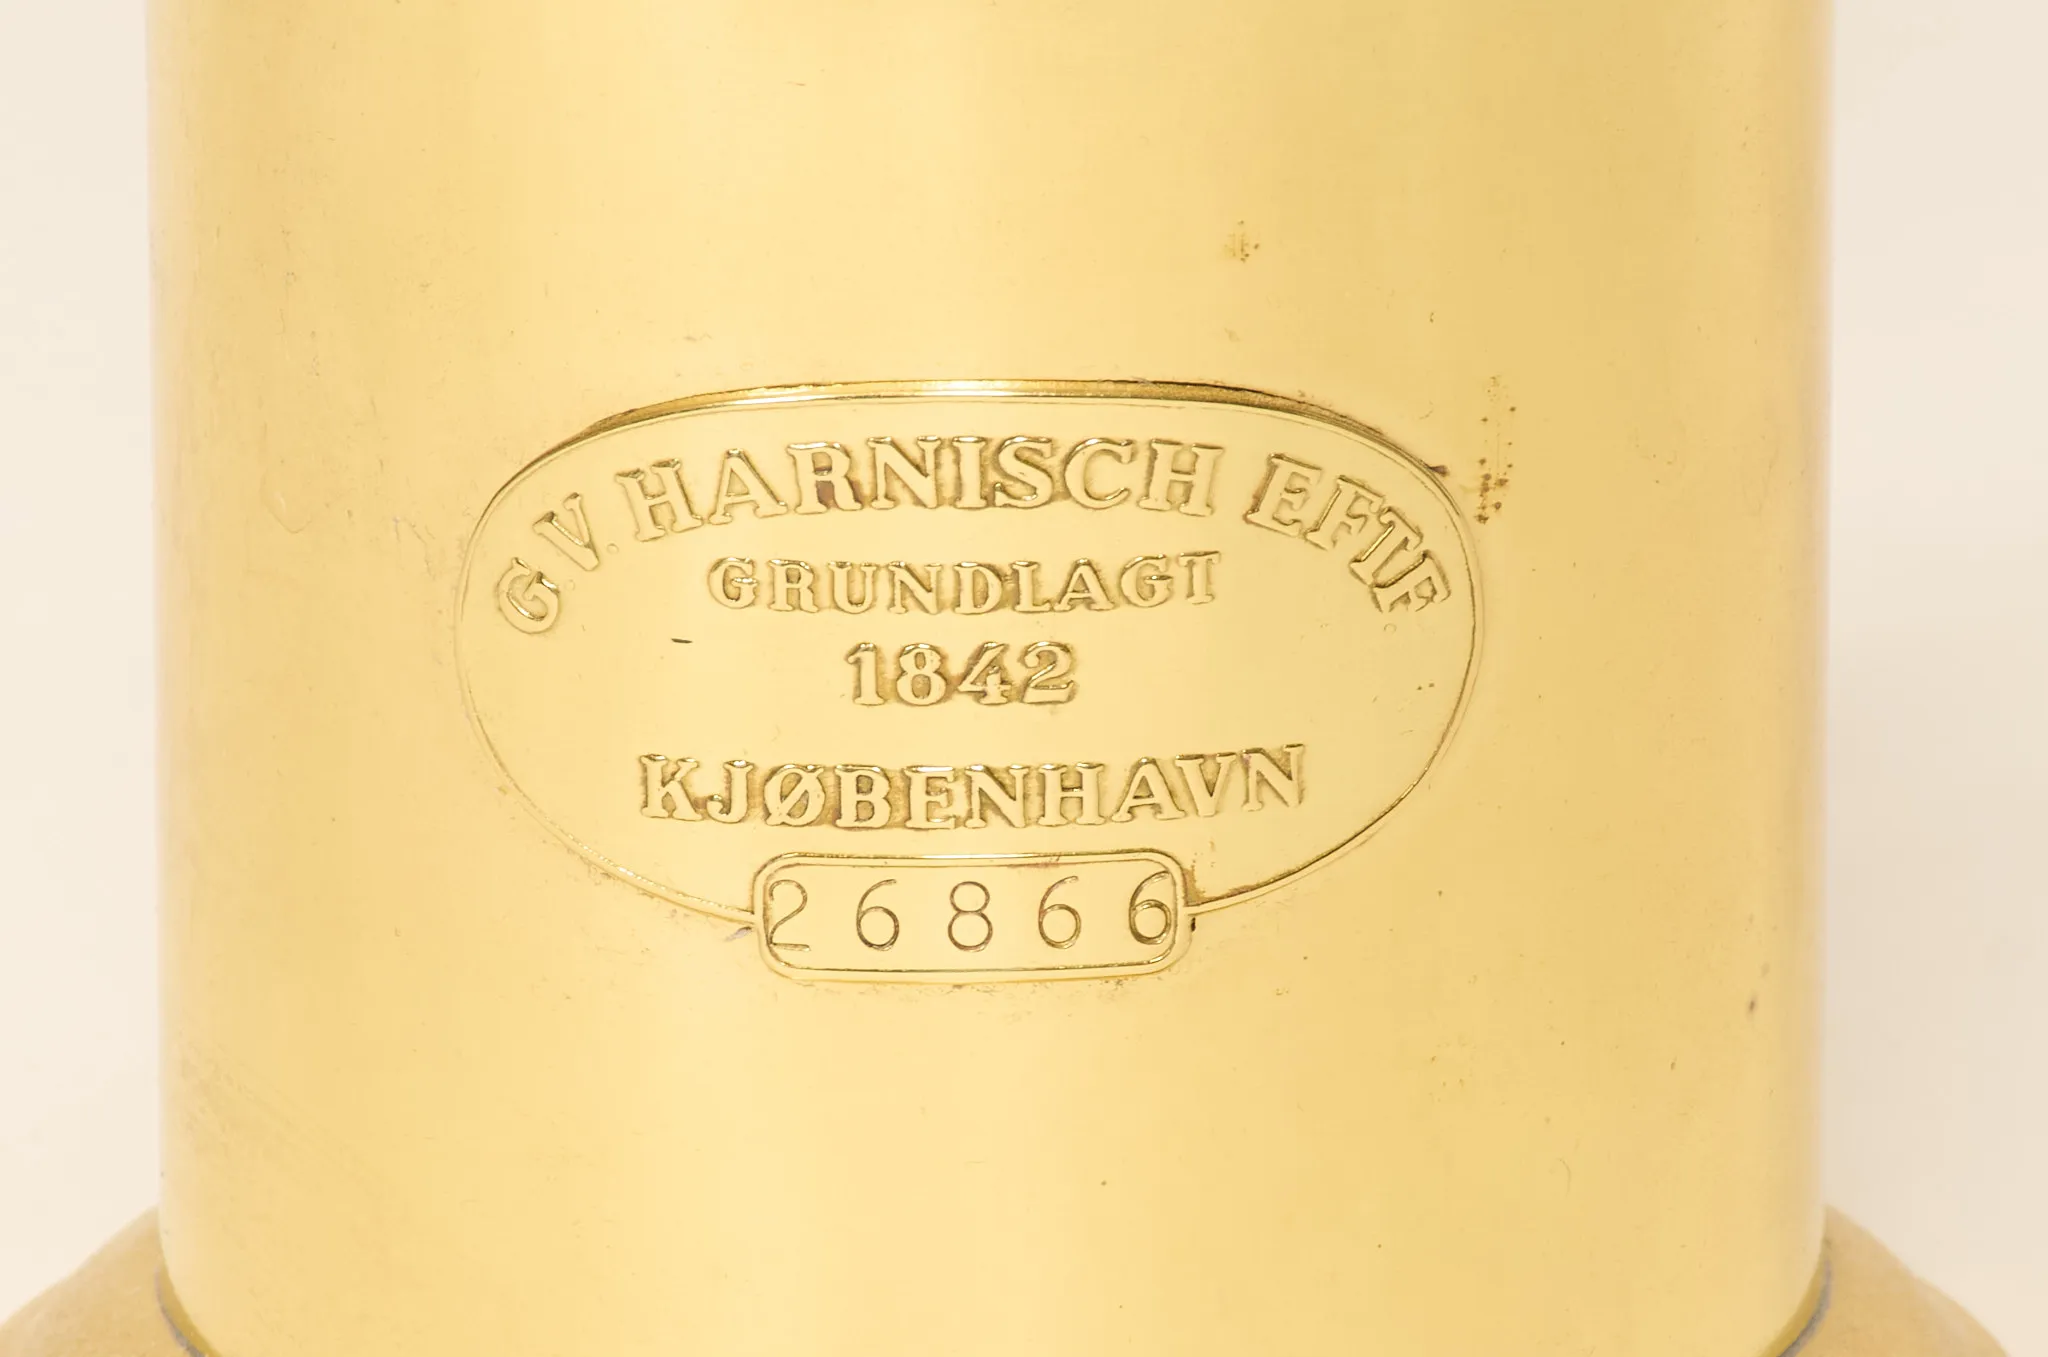 G.V. HARNISCH EFTF.
GRUNDLAGT
1842
KJØBENHAVN
26866